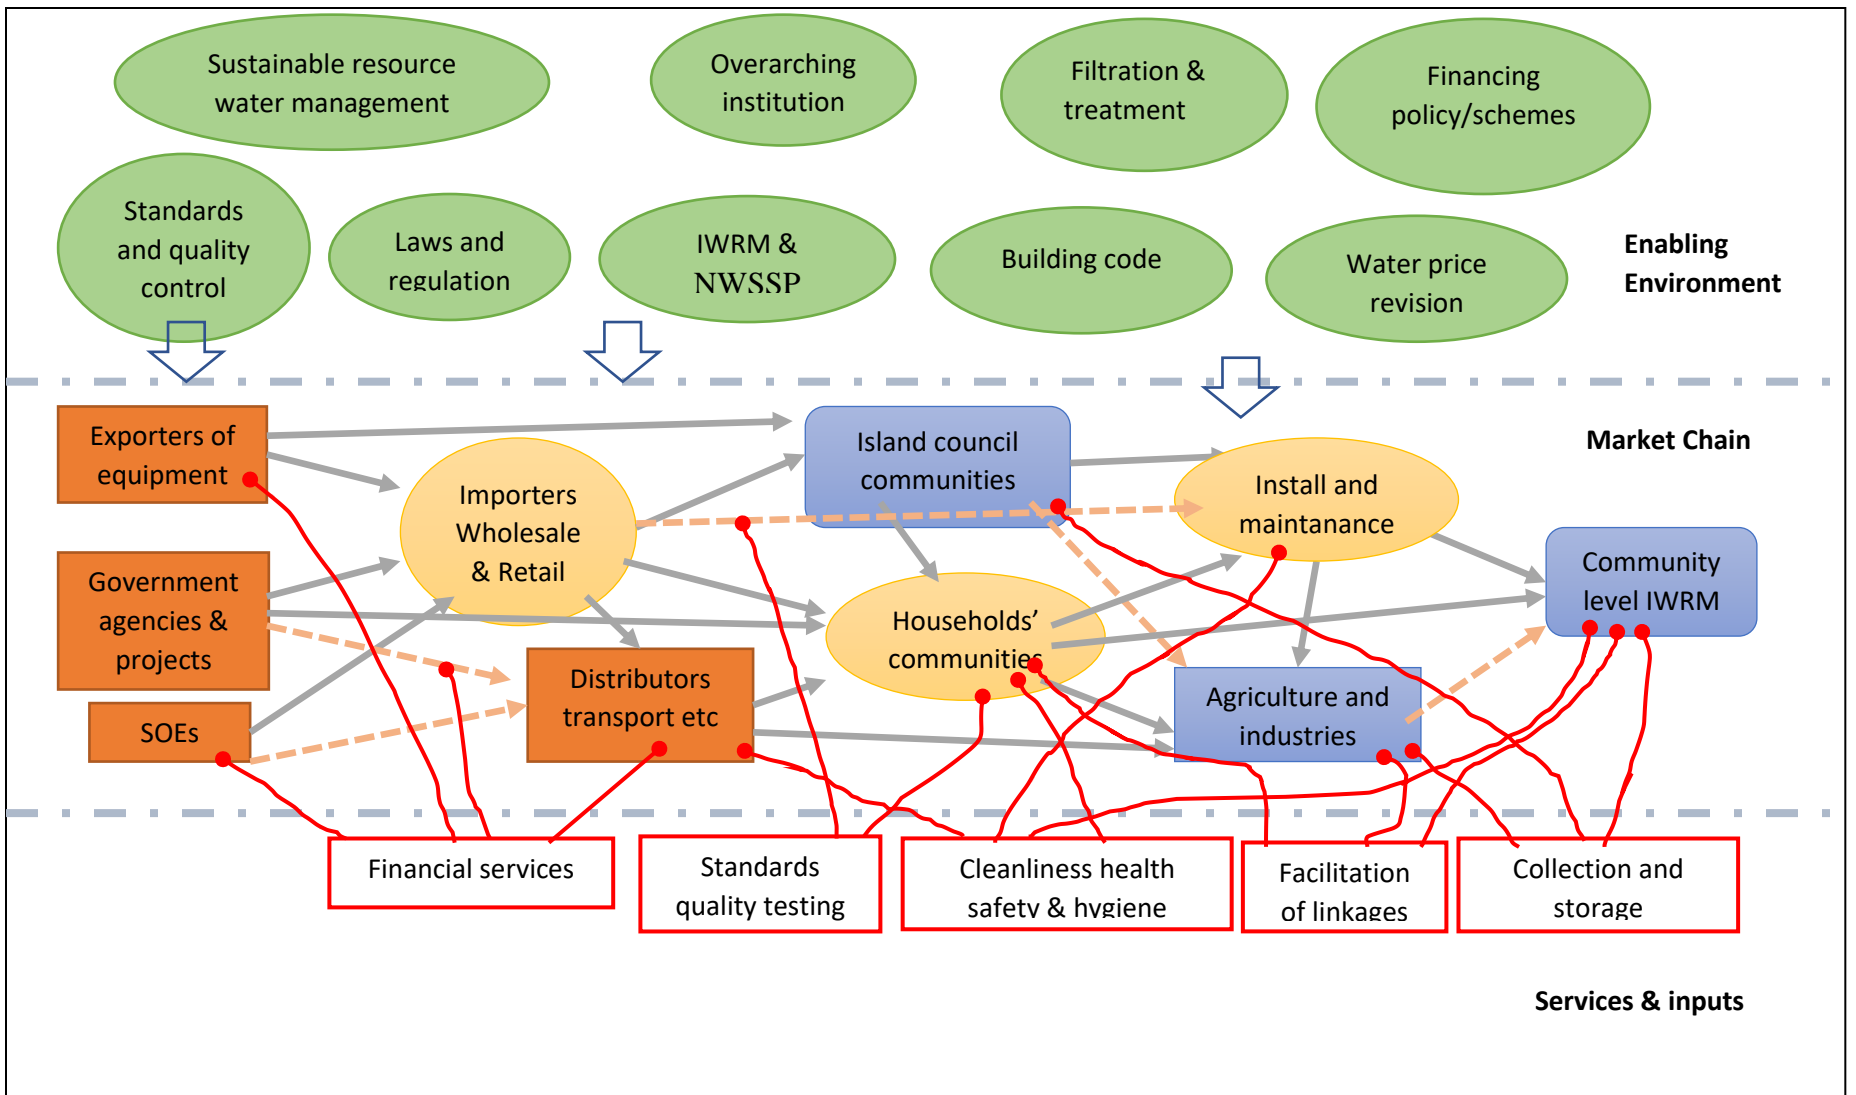 Sustainable resource
water management
Overarching
institution
Filtration &
treatment
Financing
policy/schemes
Standards
and quality
control
Laws and
regulation
IWRM &
NWSSP
Building code
Water price
revision
Enabling
Environment
Exporters of
equipment
Importers
Wholesale
& Retail
Island council
communities
Install and
maintanance
Market Chain
Government
agencies &
projects
Households’
communities
Community
level IWRM
SOEs
Distributors
transport etc
Agriculture and
industries
Financial services
Standards
quality testing
Cleanliness health
safety & hygiene
Facilitation
of linkages
Collection and
storage
Services & inputs